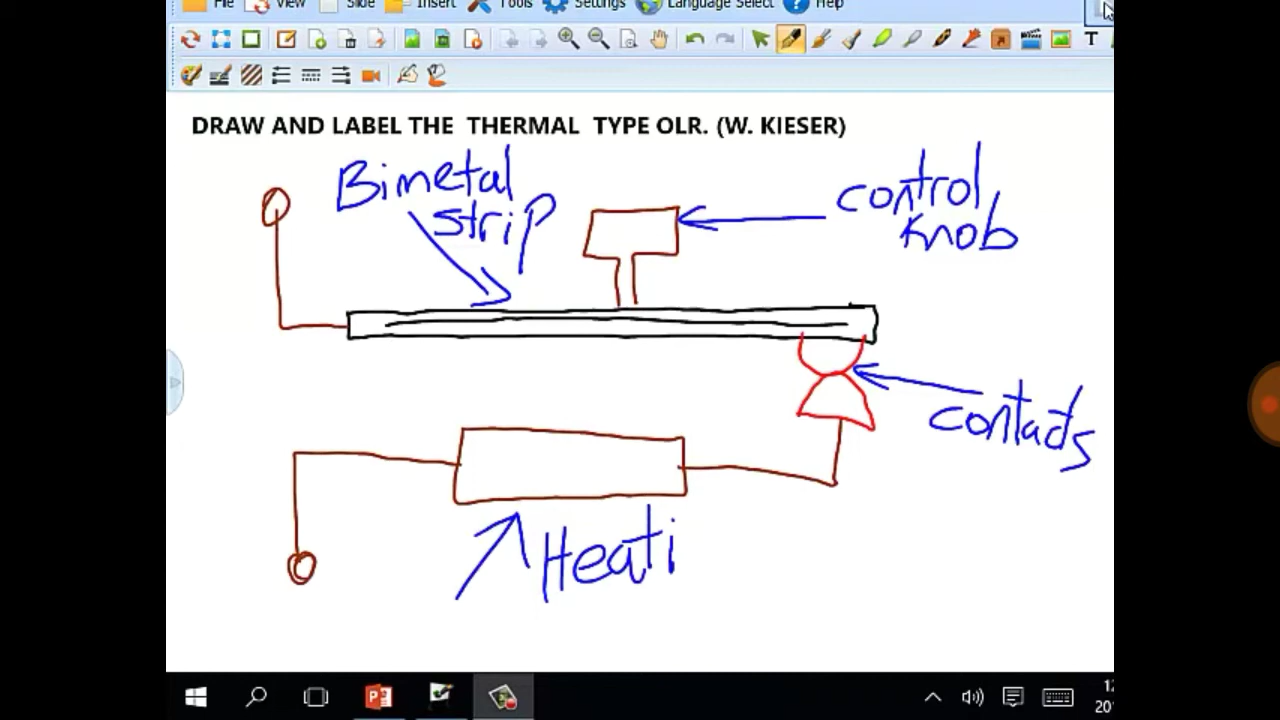 File View Slide Insert Tools Settings Language Select Help
T
DRAW AND LABEL THE THERMAL TYPE OLR. (W. KIESER)
Bimetal
strip
control
knob
contacts
Heati